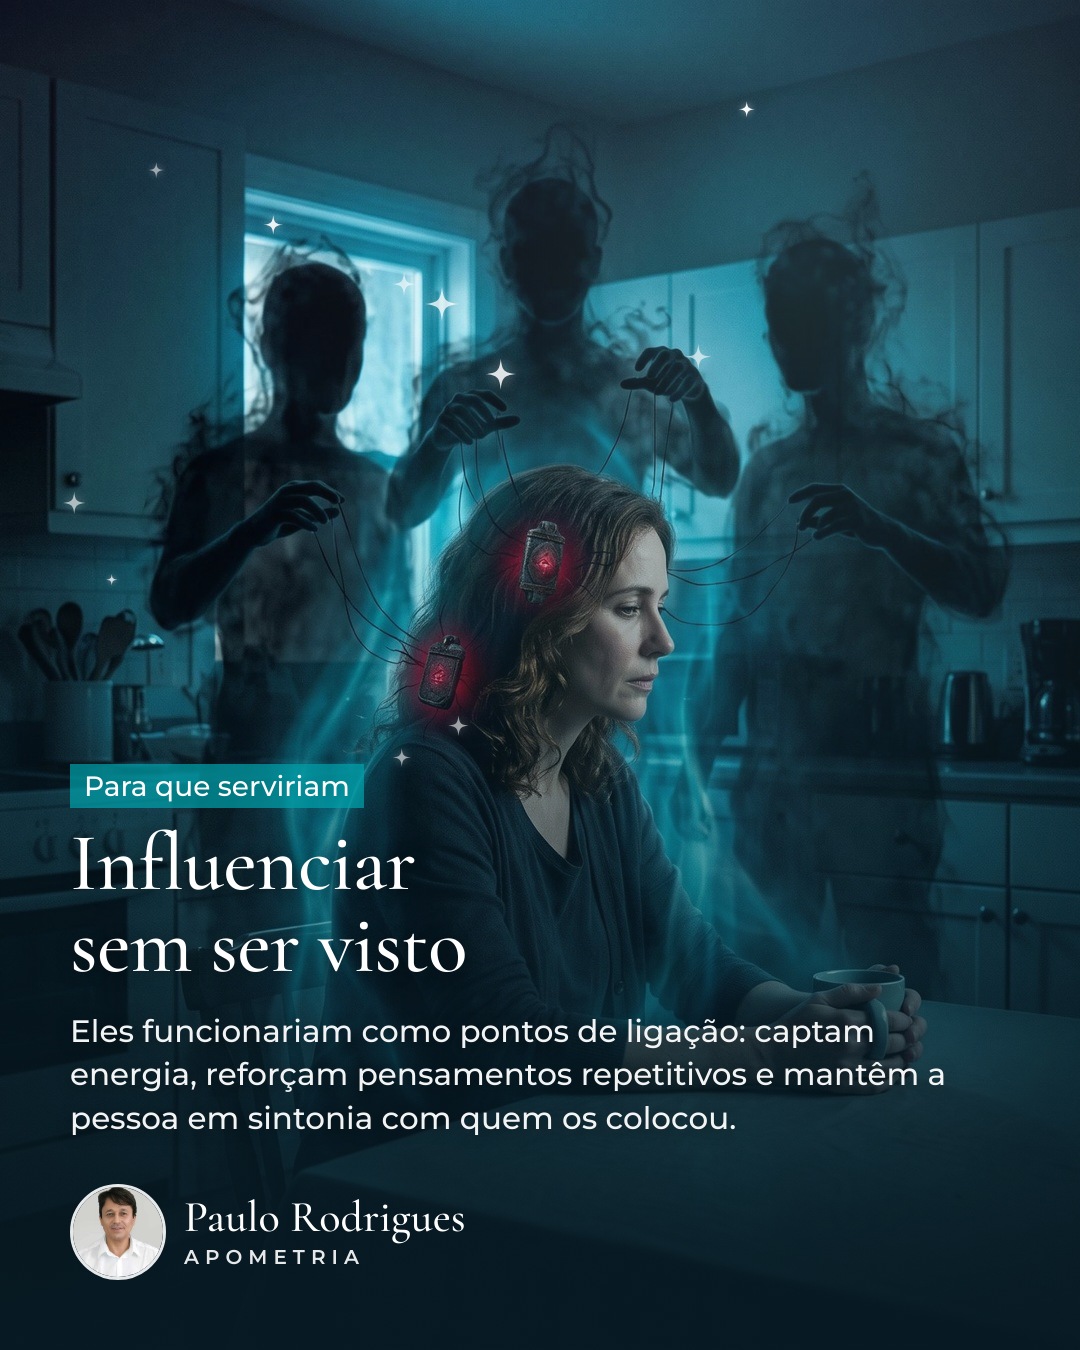 Para que serviriam
Influenciar
sem ser visto
Eles funcionariam como pontos de ligação: captam
energia, reforçam pensamentos repetitivos e mantêm a
pessoa em sintonia com quem os colocou.
Paulo Rodrigues
APOMETRIA